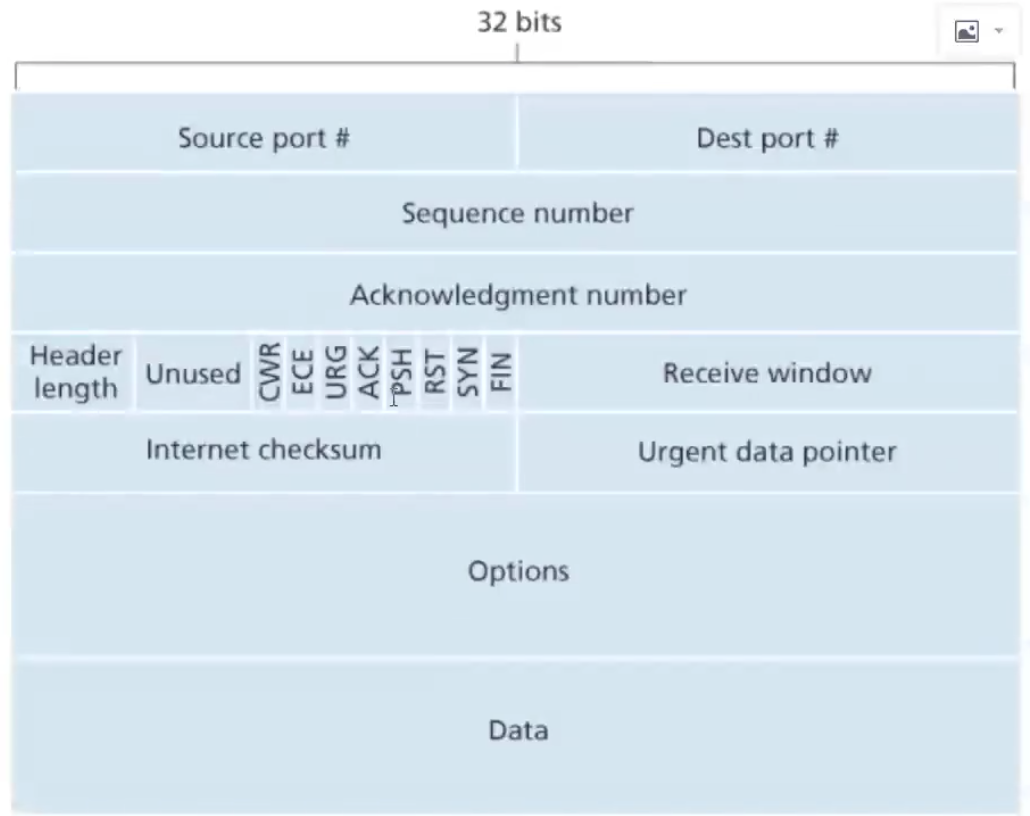 32 bits
Source port #
Dest port #
Sequence number
Acknowledgment number
Header
length
Unused
CWR
ECE
URG
ACK
PSH
RST
SYN
FIN
Receive window
Internet checksum
Urgent data pointer
Options
Data